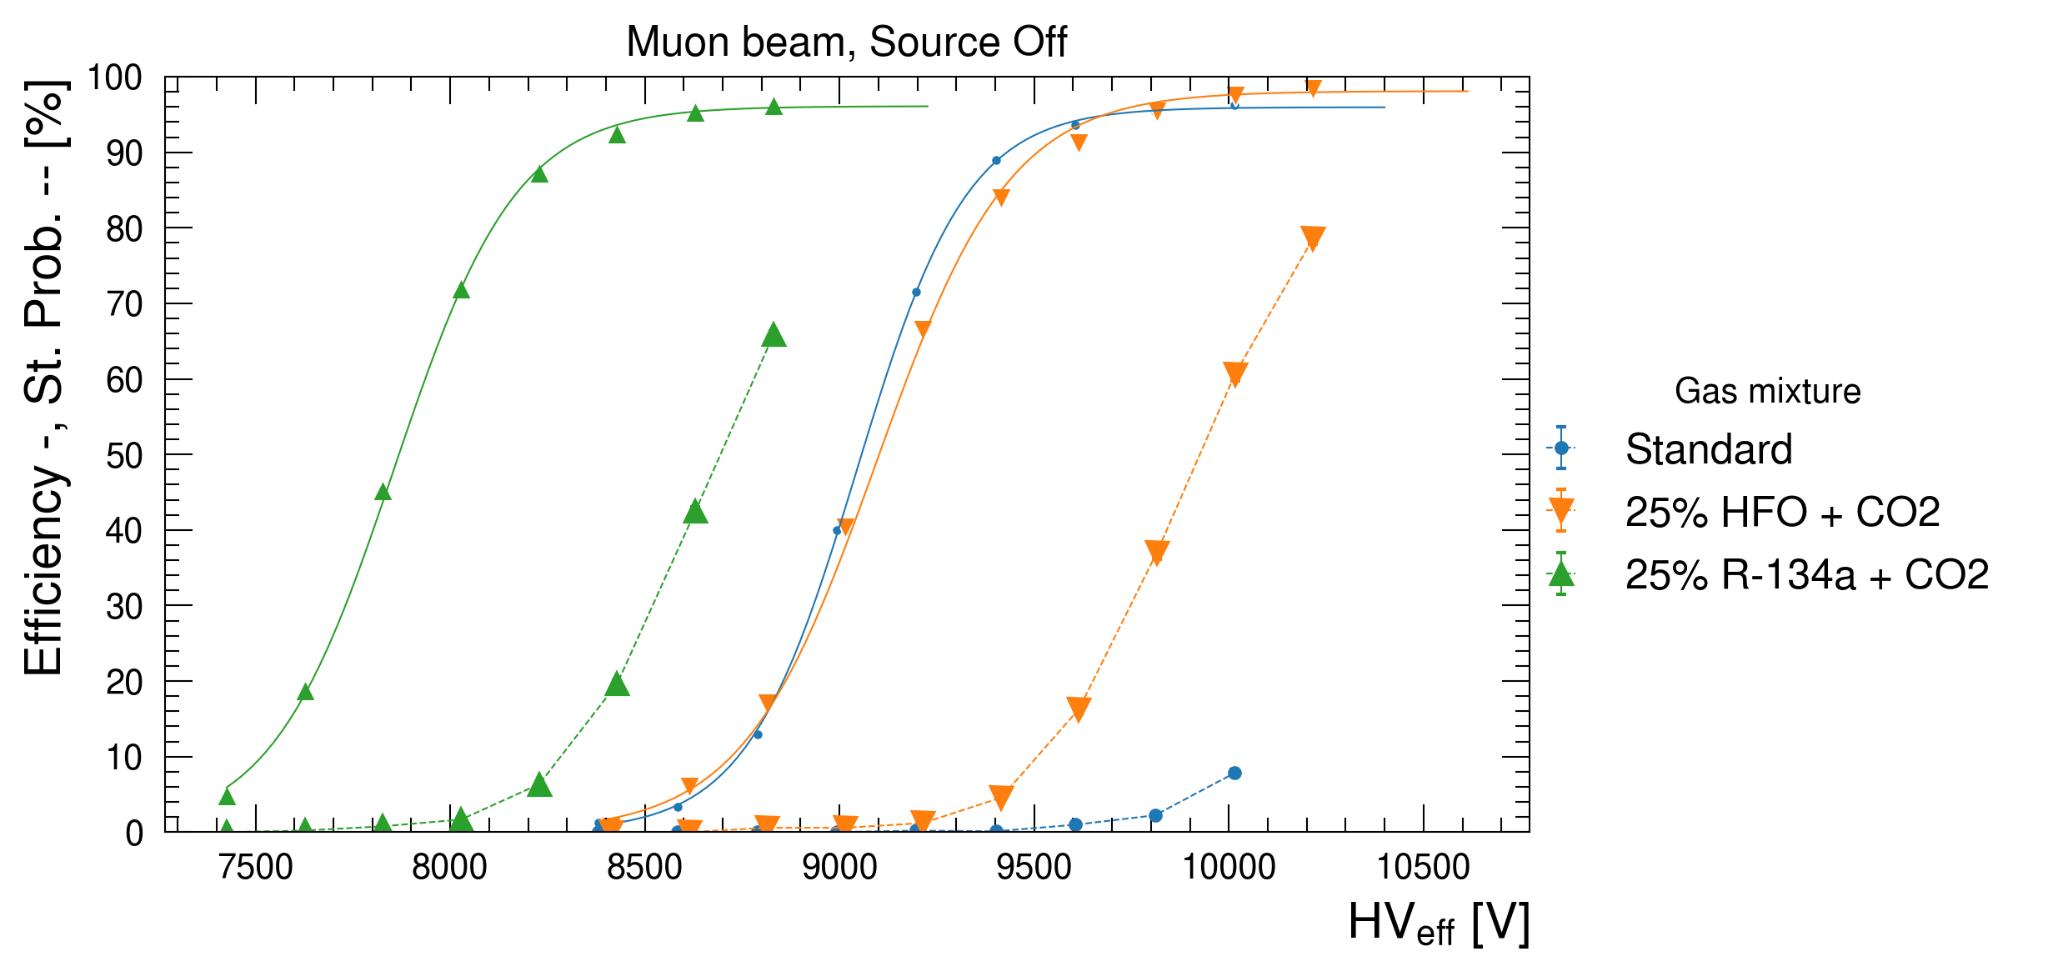 Muon beam, Source Off
Efficiency -, St. Prob. -- [%]
100
90
80
70
60
50
40
30
20
10
0
7500 8000 8500 9000 9500 10000 10500
HVeff [V]
Gas mixture
Standard
25% HFO + CO2
25% R-134a + CO2